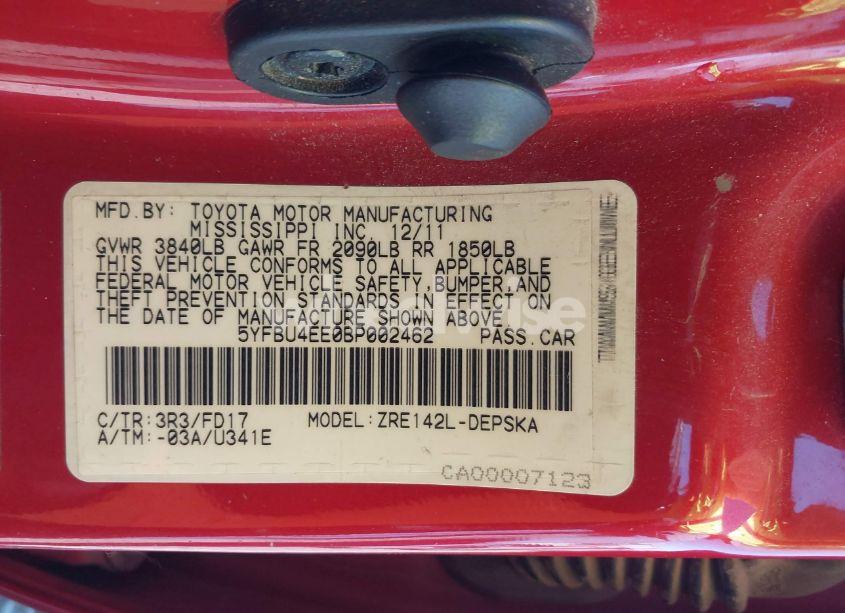 MFD.BY: TOYOTA MOTOR MANUFACTURING
MISSISSIPPI INC, 12/11
GVWR 3840LB GAWR FR 2090LB RR 1850LB
THIS VEHICLE CONFORMS TO ALL APPLICABLE
FEDERAL MOTOR VEHICLE SAFETY,BUMPER,AND
THEFT PREVENTION STANDARDS IN EFFECT ON
THE DATE OF MANUFACTURE SHOWN ABOVE.
5YFBU4EE0BP002462 PASS.CAR
C/TR:3R3/FD17 MODEL:ZRE142L-DEPSKA
A/TM:-03A/U341E
CA00007123